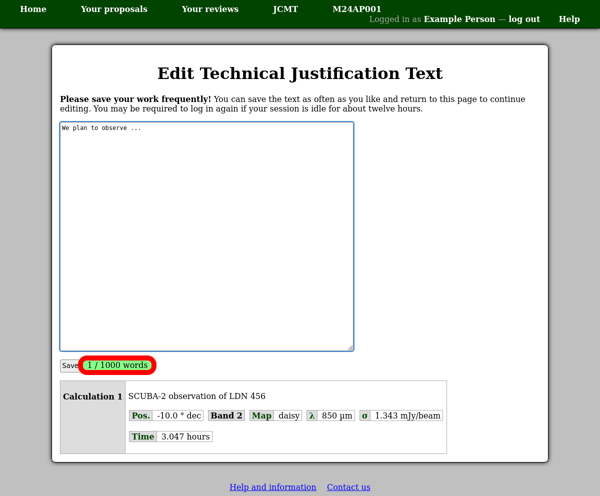 Home Your proposals Your reviews JCMT M24AP001
Logged in as Example Person — log out Help
Edit Technical Justification Text
Please save your work frequently! You can save the text as often as you like and return to this page to continue
editing. You may be required to log in again if your session is idle for about twelve hours.
We plan to observe ...
Save 1 / 1000 words
Calculation 1 SCUBA-2 observation of LDN 456
Pos. -10.0 ° dec Band 2 Map daisy λ 850 µm σ 1.343 mJy/beam
Time 3.047 hours
Help and information Contact us